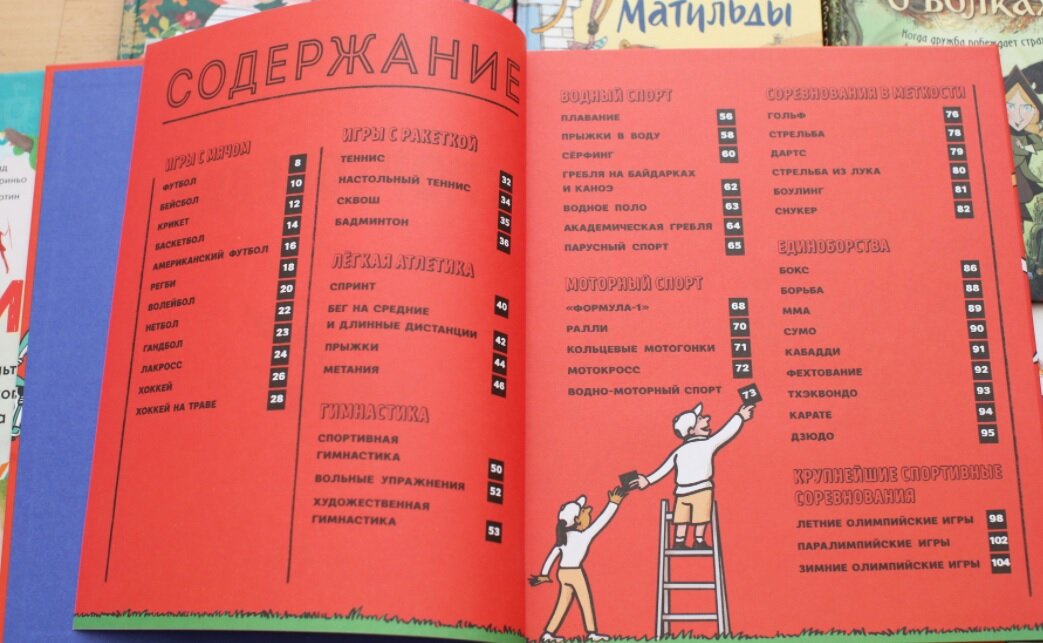 Матильды
Когда дружба побеждает
СОДЕРЖАНИЕ
ИГРЫ С МЯЧОМ
ФУТБОЛ 8
БЕЙСБОЛ 10
КРИКЕТ 12
БАСКЕТБОЛ 14
АМЕРИКАНСКИЙ ФУТБОЛ 16
РЕГБИ 18
ВОЛЕЙБОЛ 20
НЕТБОЛ 22
ГАНДБОЛ 23
ЛАКРОСС 24
ХОККЕЙ 26
ХОККЕЙ НА ТРАВЕ 28
ИГРЫ С РАКЕТКОЙ
ТЕННИС 32
НАСТОЛЬНЫЙ ТЕННИС 34
СКВОШ 35
БАДМИНТОН 36
ЛЁГКАЯ АТЛЕТИКА
СПРИНТ 40
БЕГ НА СРЕДНИЕ
И ДЛИННЫЕ ДИСТАНЦИИ 42
ПРЫЖКИ 44
МЕТАНИЯ 46
ГИМНАСТИКА
СПОРТИВНАЯ
ГИМНАСТИКА 50
ВОЛЬНЫЕ УПРАЖНЕНИЯ 52
ХУДОЖЕСТВЕННАЯ
ГИМНАСТИКА 53
ВОДНЫЙ СПОРТ
ПЛАВАНИЕ 56
ПРЫЖКИ В ВОДУ 58
СЁРФИНГ 60
ГРЕБЛЯ НА БАЙДАРКАХ
И КАНОЭ 62
ВОДНОЕ ПОЛО 63
АКАДЕМИЧЕСКАЯ ГРЕБЛЯ 64
ПАРУСНЫЙ СПОРТ 65
МОТОРНЫЙ СПОРТ
«ФОРМУЛА-1» 68
РАЛЛИ 70
КОЛЬЦЕВЫЕ МОТОГОНКИ 71
МОТОКРОСС 72
ВОДНО-МОТОРНЫЙ СПОРТ 73
СОРЕВНОВАНИЯ В МЕТКОСТИ
ГОЛЬФ 76
СТРЕЛЬБА 78
ДАРТС 79
СТРЕЛЬБА ИЗ ЛУКА 80
БОУЛИНГ 81
СНУКЕР 82
ЕДИНОБОРСТВА
БОКС 86
БОРЬБА 88
ММА 89
СУМО 90
КАБАДДИ 91
ФЕХТОВАНИЕ 92
ТХЭКВОНДО 93
КАРАТЕ 94
ДЗЮДО 95
КРУПНЕЙШИЕ СПОРТИВНЫЕ
СОРЕВНОВАНИЯ
ЛЕТНИЕ ОЛИМПИЙСКИЕ ИГРЫ 98
ПАРАЛИМПИЙСКИЕ ИГРЫ 102
ЗИМНИЕ ОЛИМПИЙСКИЕ ИГРЫ 104